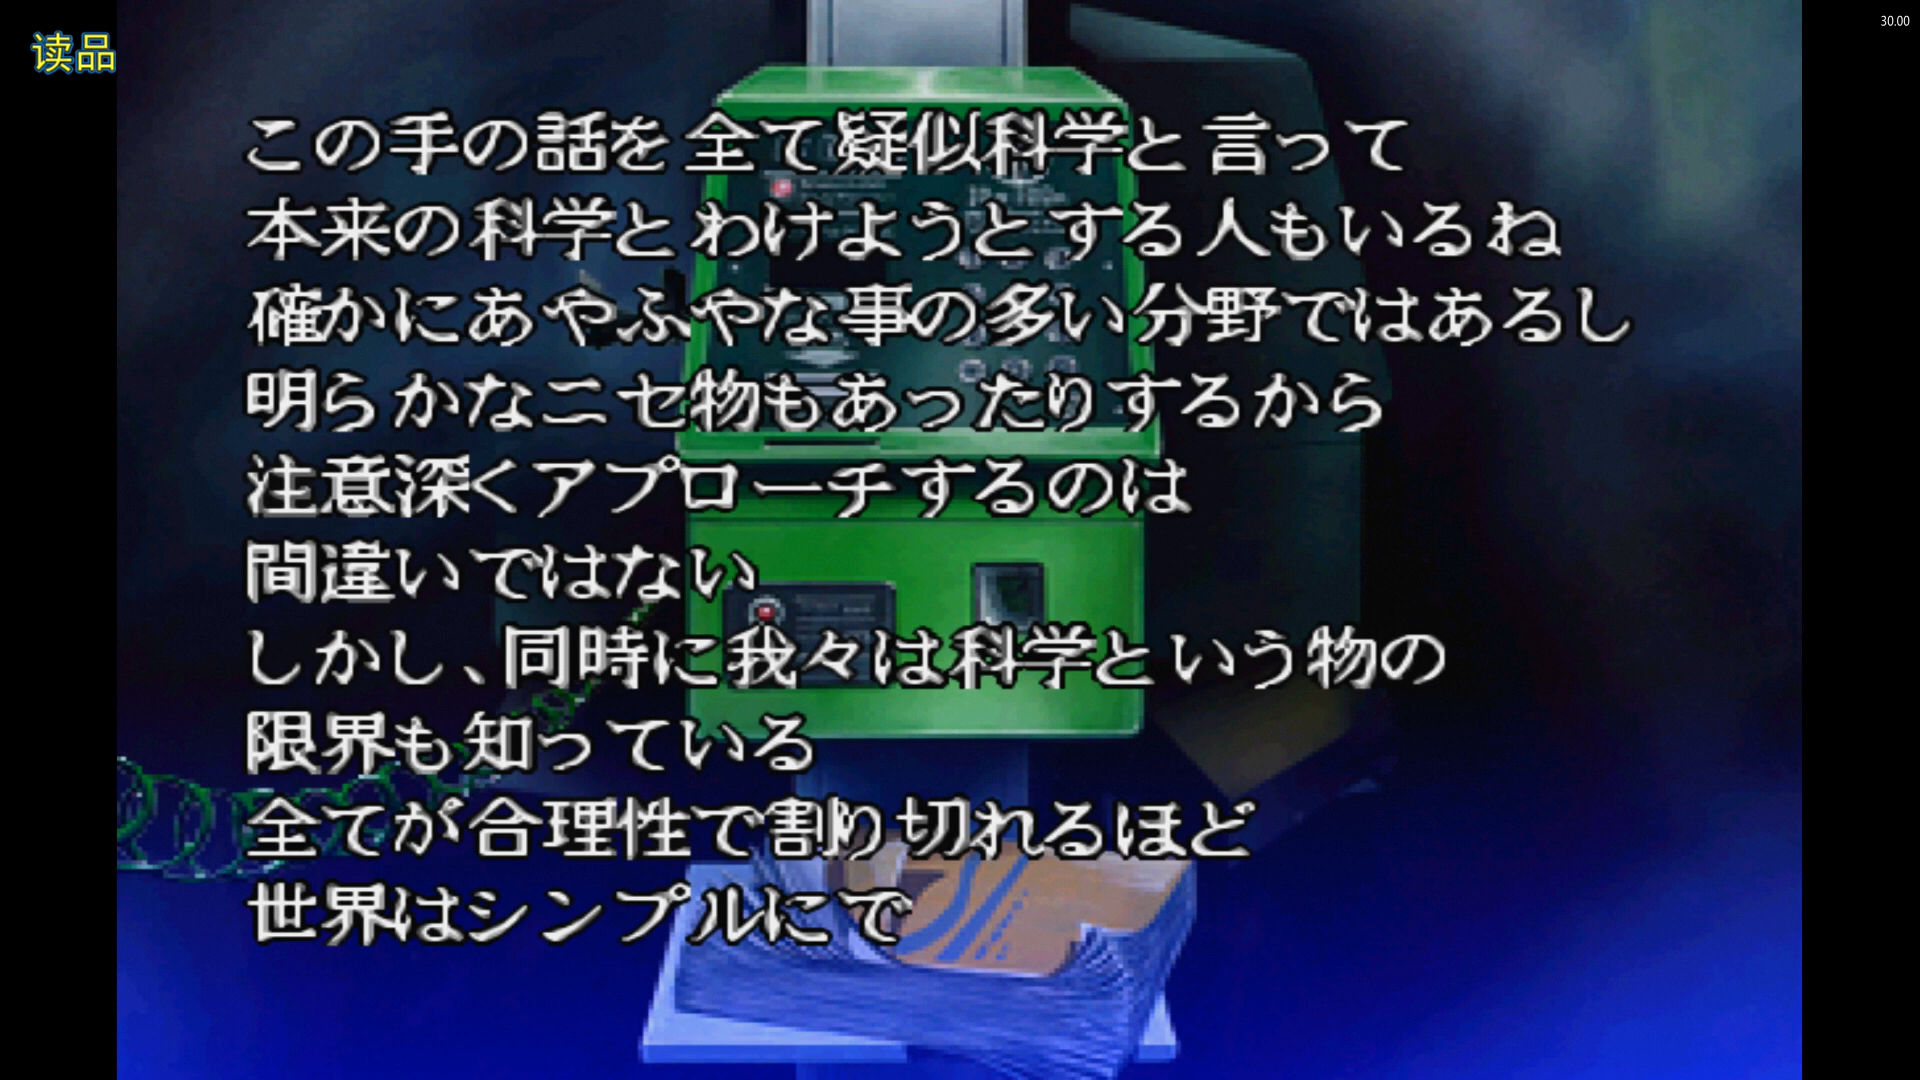 读品
30.00
この手の話を全て疑似科学と言って
本来の科学とわけようとする人もいるね
確かにあやふやな事の多い分野ではあるし
明らかなニセ物もあったりするから
注意深くアプローチするのは
間違いではない
しかし、同時に我々は科学という物の
限界も知っている
全てが合理性で割り切れるほど
世界はシンプルにで